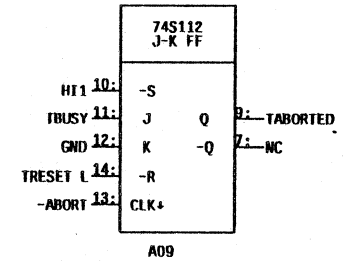 74S112
J-K FF
HI1 10: -S
TBUSY 11: J Q 9: TABORTED
GND 12: K -Q 7: NC
TRESET L 14: -R
-ABORT 13: CLK↓
A09